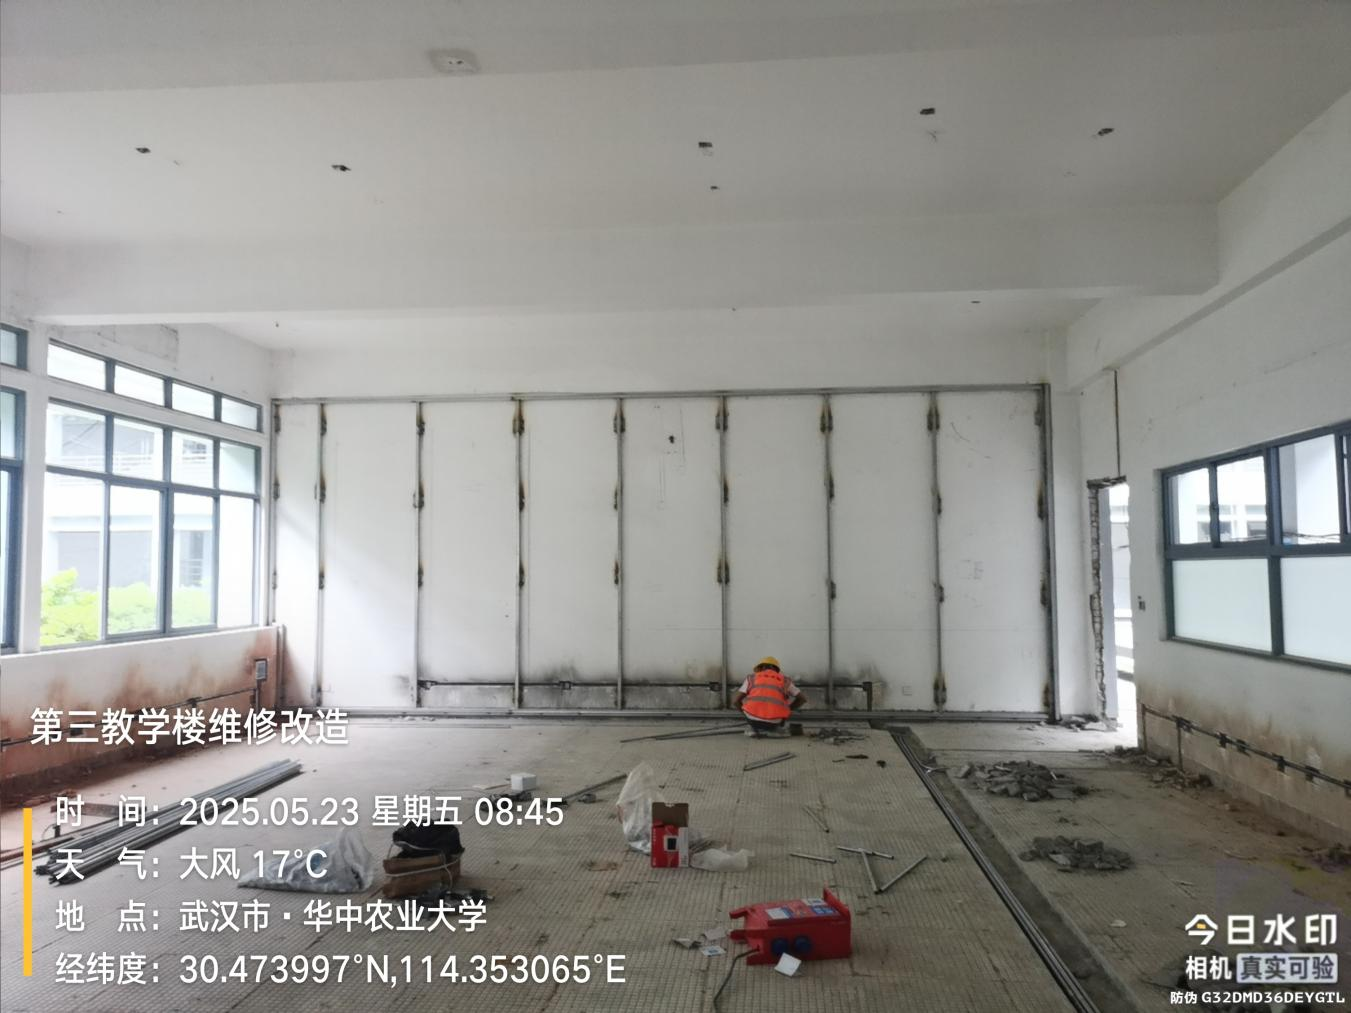 第三教学楼维修改造
时 间：2025.05.23 星期五 08:45
天 气：大风 17°C
地 点：武汉市·华中农业大学
经纬度：30.473997°N,114.353065°E
今日水印
相机 真实可验
防伪 G32DMD36DEYGTL